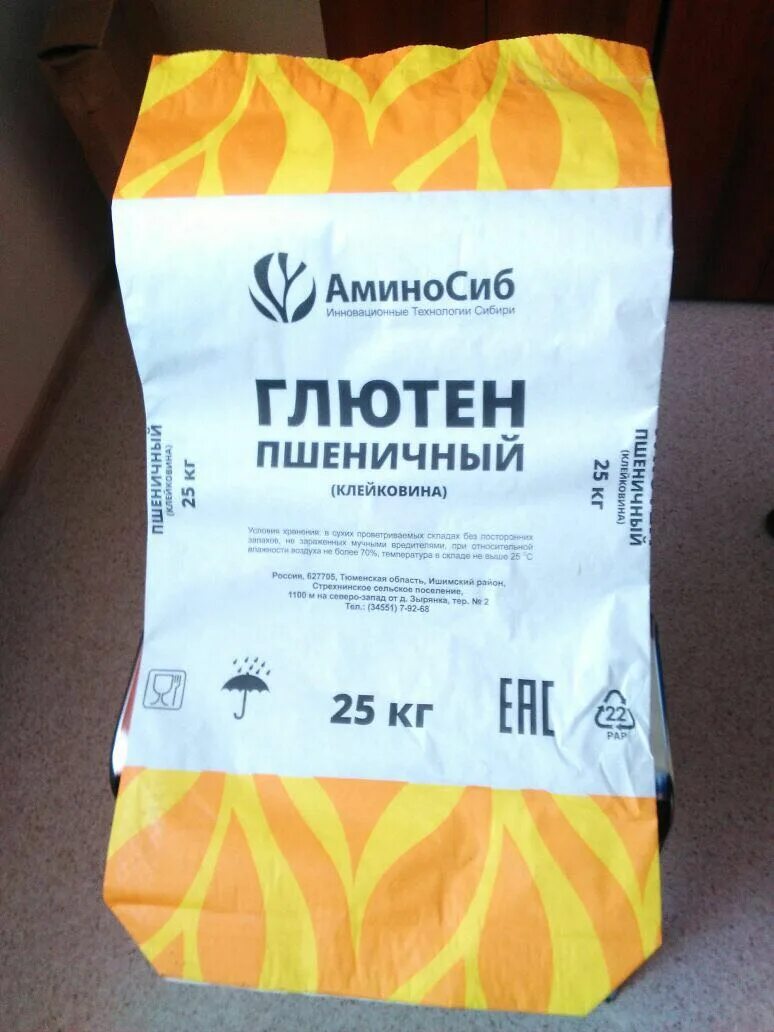 АминоСиб
Инновационные Технологии Сибири
ГЛЮТЕН
ПШЕНИЧНЫЙ
(КЛЕЙКОВИНА)
Условия хранения: в сухих проветриваемых складах без посторонних
запахов, не зараженных мучными вредителями, при относительной
влажности воздуха не более 70%, температура в складе не выше 25 °С
Россия, 627705, Тюменская область, Ишимский район,
Стрехнинское сельское поселение,
1100 м на северо-запад от д. Зырянка, тер. № 2
Тел.: (34551) 7-92-68
25 кг
EAC
22
PAP
ПШЕНИЧНЫЙ
(КЛЕЙКОВИНА)
25 кг
ПШЕНИЧНЫЙ
(КЛЕЙКОВИНА)
25 кг